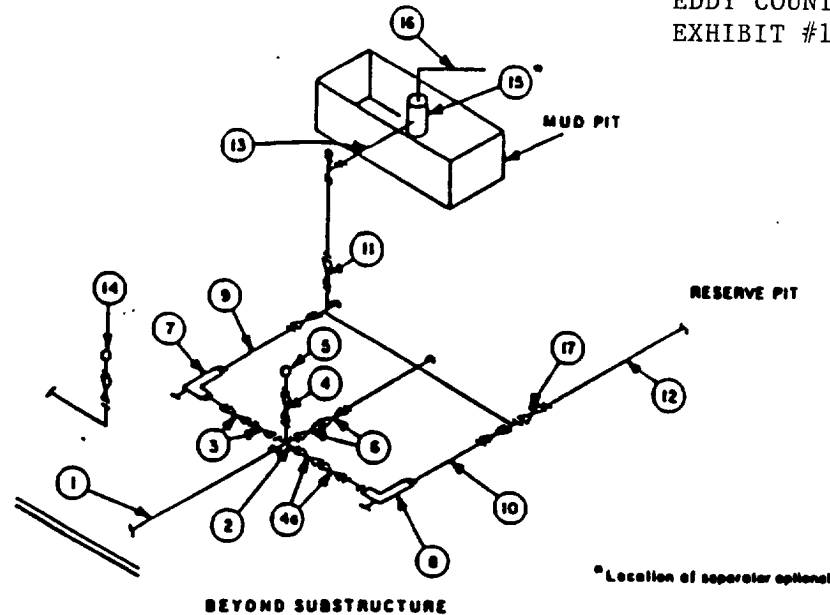 EDDY COUN
EXHIBIT #1
16
15 *
MUD PIT
13
11
14
RESERVE PIT
9
7
5
17
4
12
3
6
1
2
4a
10
8
*Location of separator optional
BEYOND SUBSTRUCTURE